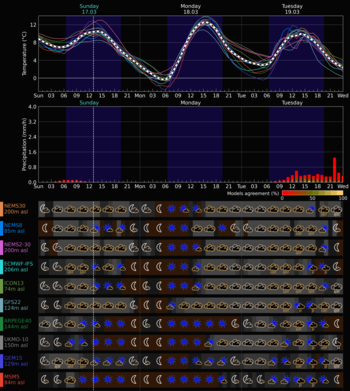 Sunday
17.03
Monday
18.03
Tuesday
19.03
Temperature (°C)
12
8
4
0
Sun 03 06 09 12 15 18 21 Mon 03 06 09 12 15 18 21 Tue 03 06 09 12 15 18 21 Wed
Sunday
Monday
Tuesday
Precipitation (mm/h)
4.0
3.2
2.4
1.6
0.8
0.0
Sun 03 06 09 12 15 18 21 Mon 03 06 09 12 15 18 21 Tue 03 06 09 12 15 18 21 Wed
Models agreement (%)
0 50 100
NEMS30
200m asl
NEMS8
85m asl
NEMS2-30
200m asl
ECMWF-IFS
206m asl
ICON13
74m asl
GFS22
124m asl
ARPEGE40
144m asl
UKMO-10
150m asl
GEM15
129m asl
MSM5
84m asl